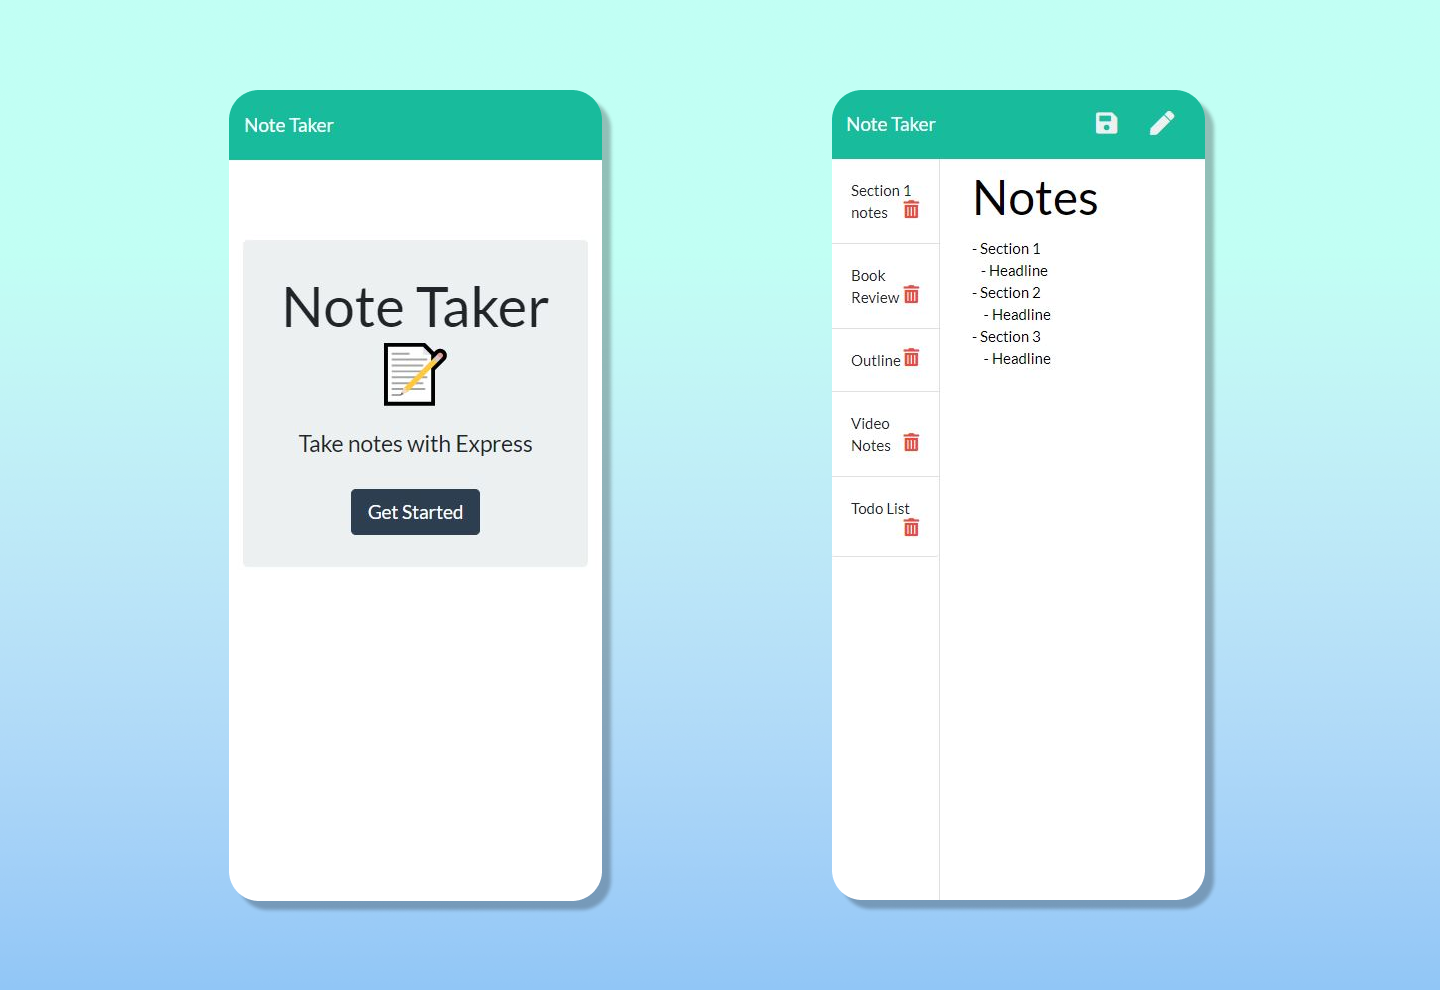 Note Taker
Note Taker
Take notes with Express
Get Started
Note Taker
Section 1
notes
Book
Review
Outline
Video
Notes
Todo List
Notes
- Section 1
- Headline
- Section 2
- Headline
- Section 3
- Headline